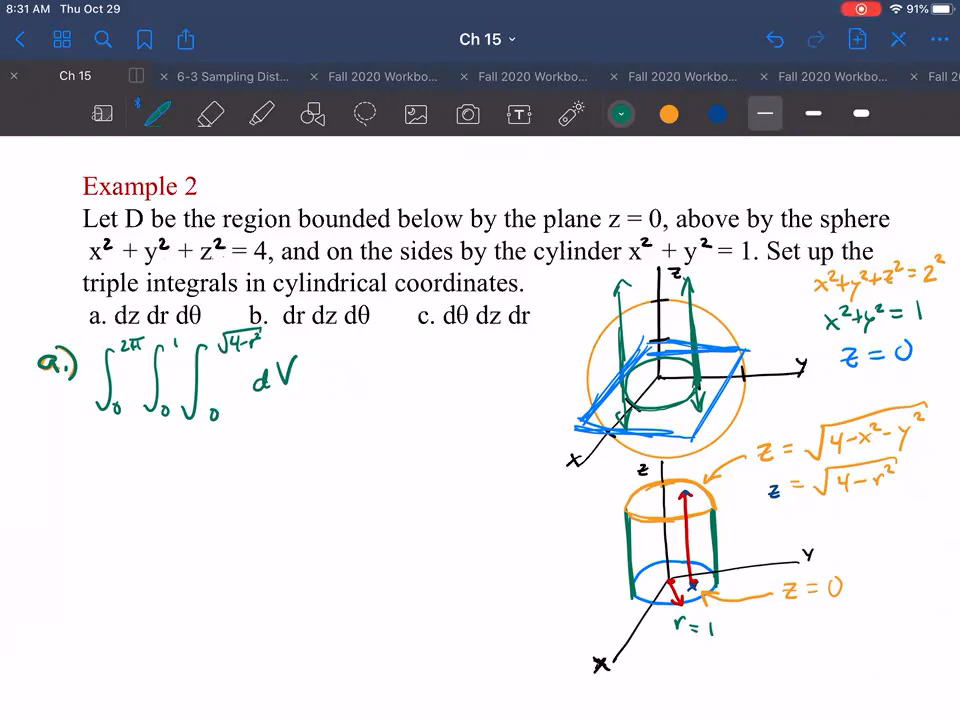 8:31 AM Thu Oct 29
91%
Ch 15
Ch 15
6-3 Sampling Dist...
Fall 2020 Workbo...
Fall 2020 Workbo...
Fall 2020 Workbo...
Fall 2020 Workbo...
Fall 2
T
Example 2
Let D be the region bounded below by the plane z = 0, above by the sphere
x² + y² + z² = 4, and on the sides by the cylinder x² + y² = 1. Set up the
triple integrals in cylindrical coordinates.
a. dz dr dθ b. dr dz dθ c. dθ dz dr
a.) ∫₀^2π ∫₀^1 ∫₀^√(4-r²) dV
z
y
x
x²+y²+z²=2²
x²+y²=1
z=0
z=√(4-x²-y²)
z=√(4-r²)
z
y
x
z=0
r=1